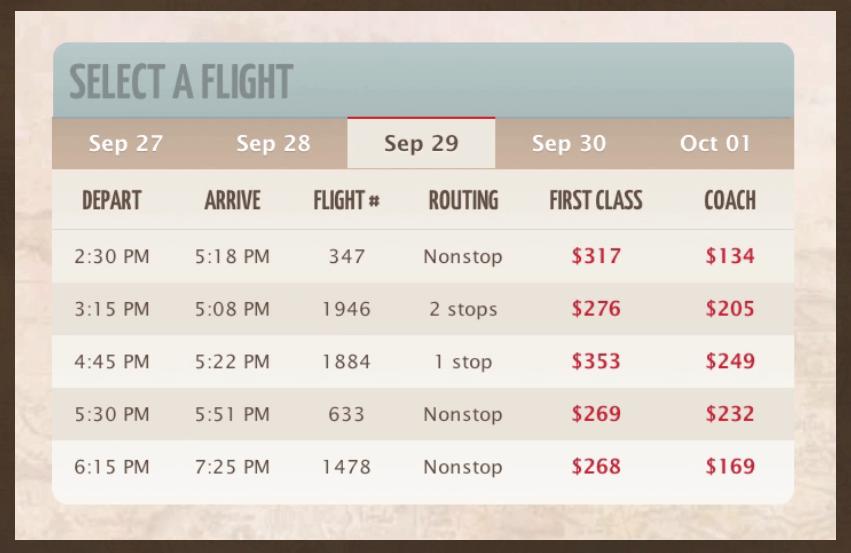 SELECT A FLIGHT
Sep 27 Sep 28 Sep 29 Sep 30 Oct 01
DEPART ARRIVE FLIGHT # ROUTING FIRST CLASS COACH
2:30 PM 5:18 PM 347 Nonstop $317 $134
3:15 PM 5:08 PM 1946 2 stops $276 $205
4:45 PM 5:22 PM 1884 1 stop $353 $249
5:30 PM 5:51 PM 633 Nonstop $269 $232
6:15 PM 7:25 PM 1478 Nonstop $268 $169